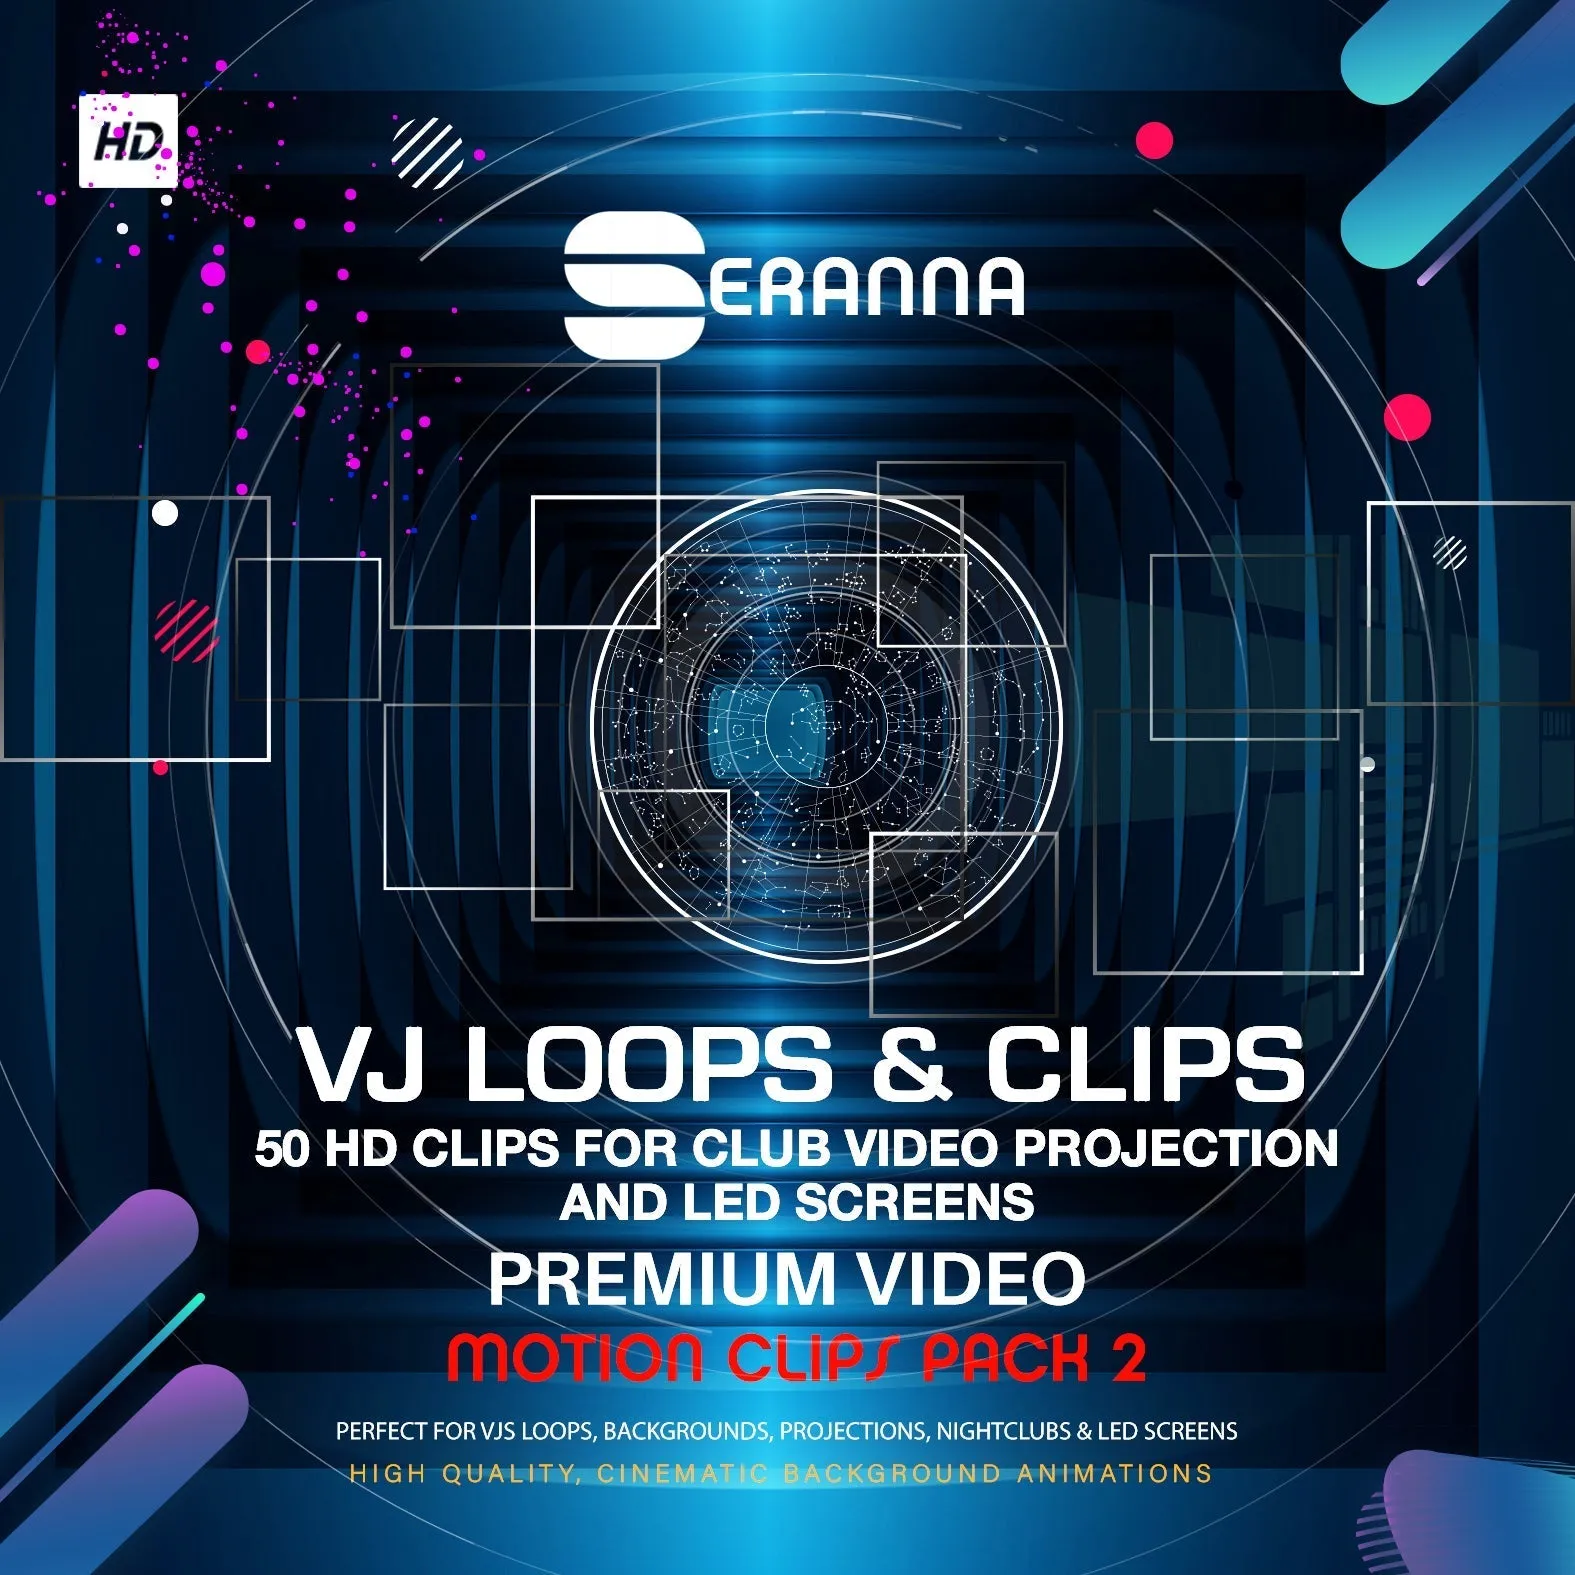 HD
SERANNA
VJ LOOPS & CLIPS
50 HD CLIPS FOR CLUB VIDEO PROJECTION
AND LED SCREENS
PREMIUM VIDEO
MOTION CLIPS PACK 2
PERFECT FOR VJS LOOPS, BACKGROUNDS, PROJECTIONS, NIGHTCLUBS & LED SCREENS
HIGH QUALITY, CINEMATIC BACKGROUND ANIMATIONS